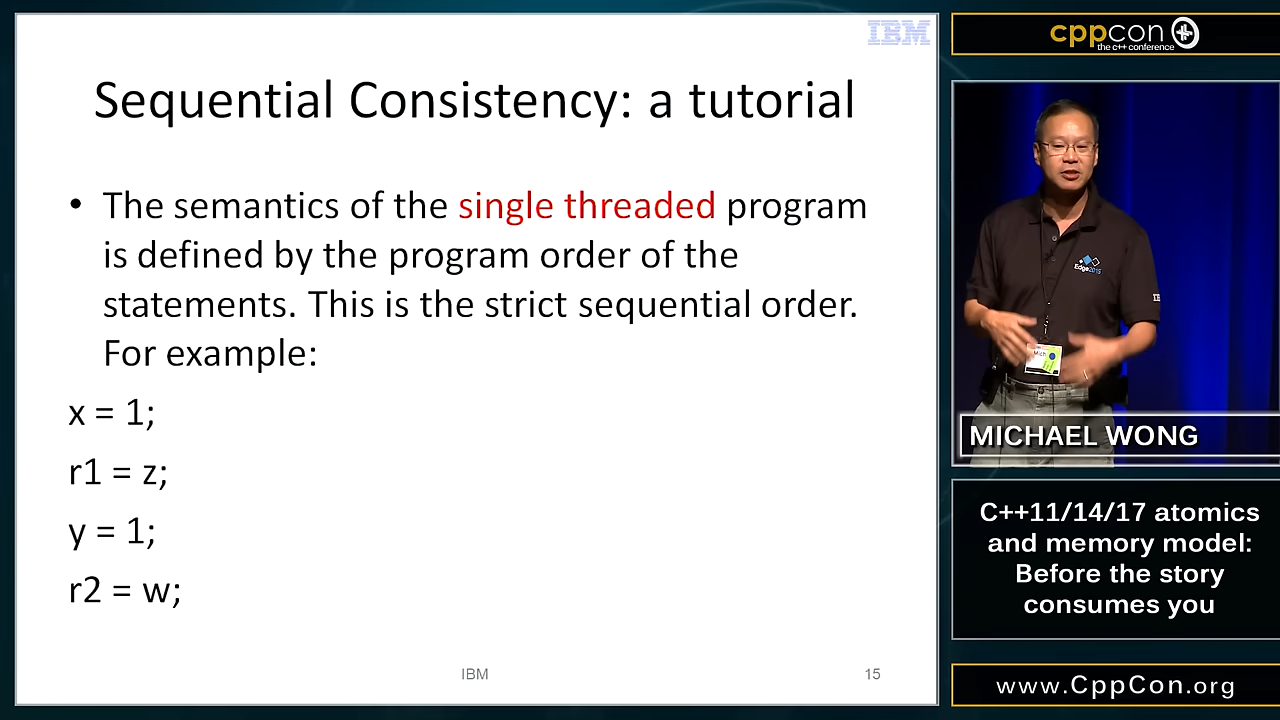 IBM
Sequential Consistency: a tutorial
• The semantics of the single threaded program
is defined by the program order of the
statements. This is the strict sequential order.
For example:
x = 1;
r1 = z;
y = 1;
r2 = w;
IBM
15
cppcon
the c++ conference
Edge2015
Mich
MICHAEL WONG
C++11/14/17 atomics
and memory model:
Before the story
consumes you
www.CppCon.org